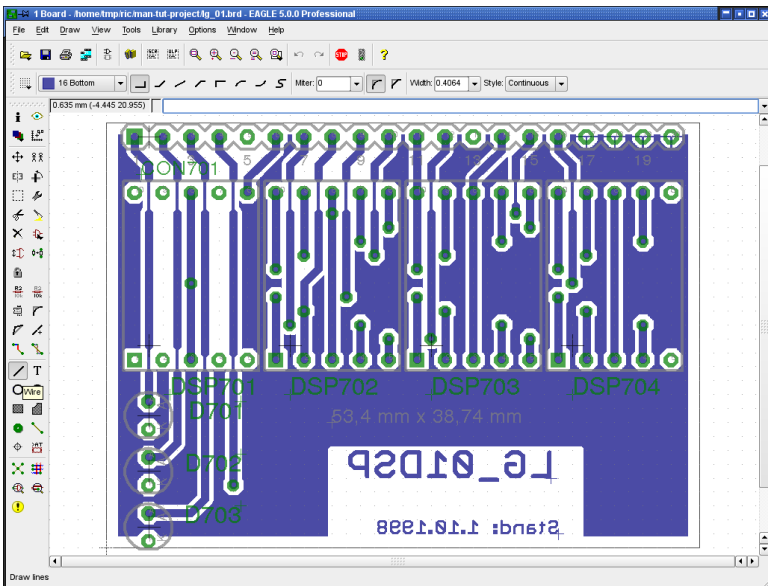 1 Board - /home/tmp/ric/man-tut-project/lg_01.brd - EAGLE 5.0.0 Professional
File Edit Draw View Tools Library Options Window Help
16 Bottom Miter: 0 Width: 0.4064 Style: Continuous
0.635 mm (-4.445 20.955)
5 7 9 13 15 17 19
CON701
DSP701 DSP702 DSP703 DSP704
D701
53,4 mm x 38,74 mm
Wire
D702
LG_01DSP
D703
Stand: 1.10.1998
Draw lines